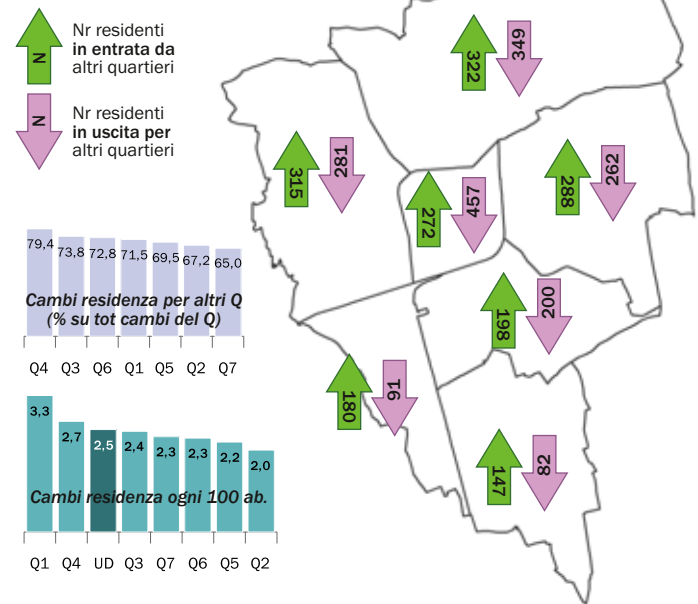 N
Nr residenti
in entrata da
altri quartieri
N
Nr residenti
in uscita per
altri quartieri
322
349
315
281
272
457
288
262
198
200
180
91
147
82
79,4 73,8 72,8 71,5 69,5 67,2 65,0
Cambi residenza per altri Q
(% su tot cambi del Q)
Q4 Q3 Q6 Q1 Q5 Q2 Q7
3,3 2,7 2,5 2,4 2,3 2,3 2,2 2,0
Cambi residenza ogni 100 ab.
Q1 Q4 UD Q3 Q7 Q6 Q5 Q2